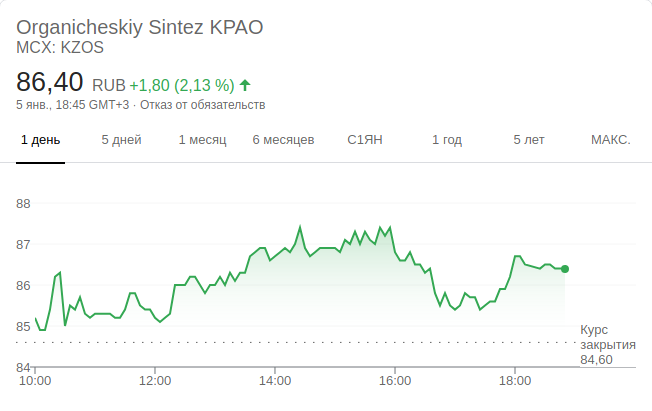 Organicheskiy Sintez KPAO
MCX: KZOS
86,40 RUB +1,80 (2,13 %)
5 янв., 18:45 GMT+3 · Отказ от обязательств
1 день 5 дней 1 месяц 6 месяцев С1ЯН 1 год 5 лет МАКС.
88
87
86
85
Курс
закрытия
84,60
84
10:00 12:00 14:00 16:00 18:00